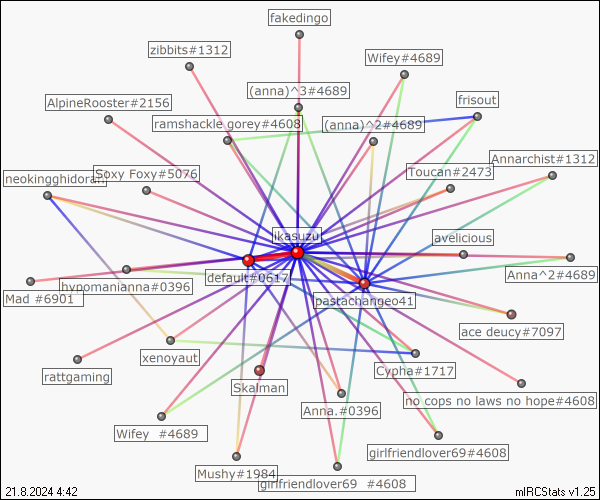 fakedingo
zibbits#1312
Wifey#4689
(anna)^3#4689
AlpineRooster#2156
frisout
ramshackle gorey#4608
(anna)^2#4689
Annarchist#1312
neokingghidorah
Soxy Foxy#5076
Toucan#2473
ikasuzu
avelicious
default#0617
Anna^2#4689
hypomanianna#0396
Mad #6901
pastachangeo41
ace deucy#7097
xenoyaut
Cypha#1717
rattgaming
Skalman
no cops no laws no hope#4608
Anna.#0396
Wifey  #4689
girlfriendlover69#4608
Mushy#1984
girlfriendlover69  #4608
21.8.2024 4:42
mIRCStats v1.25